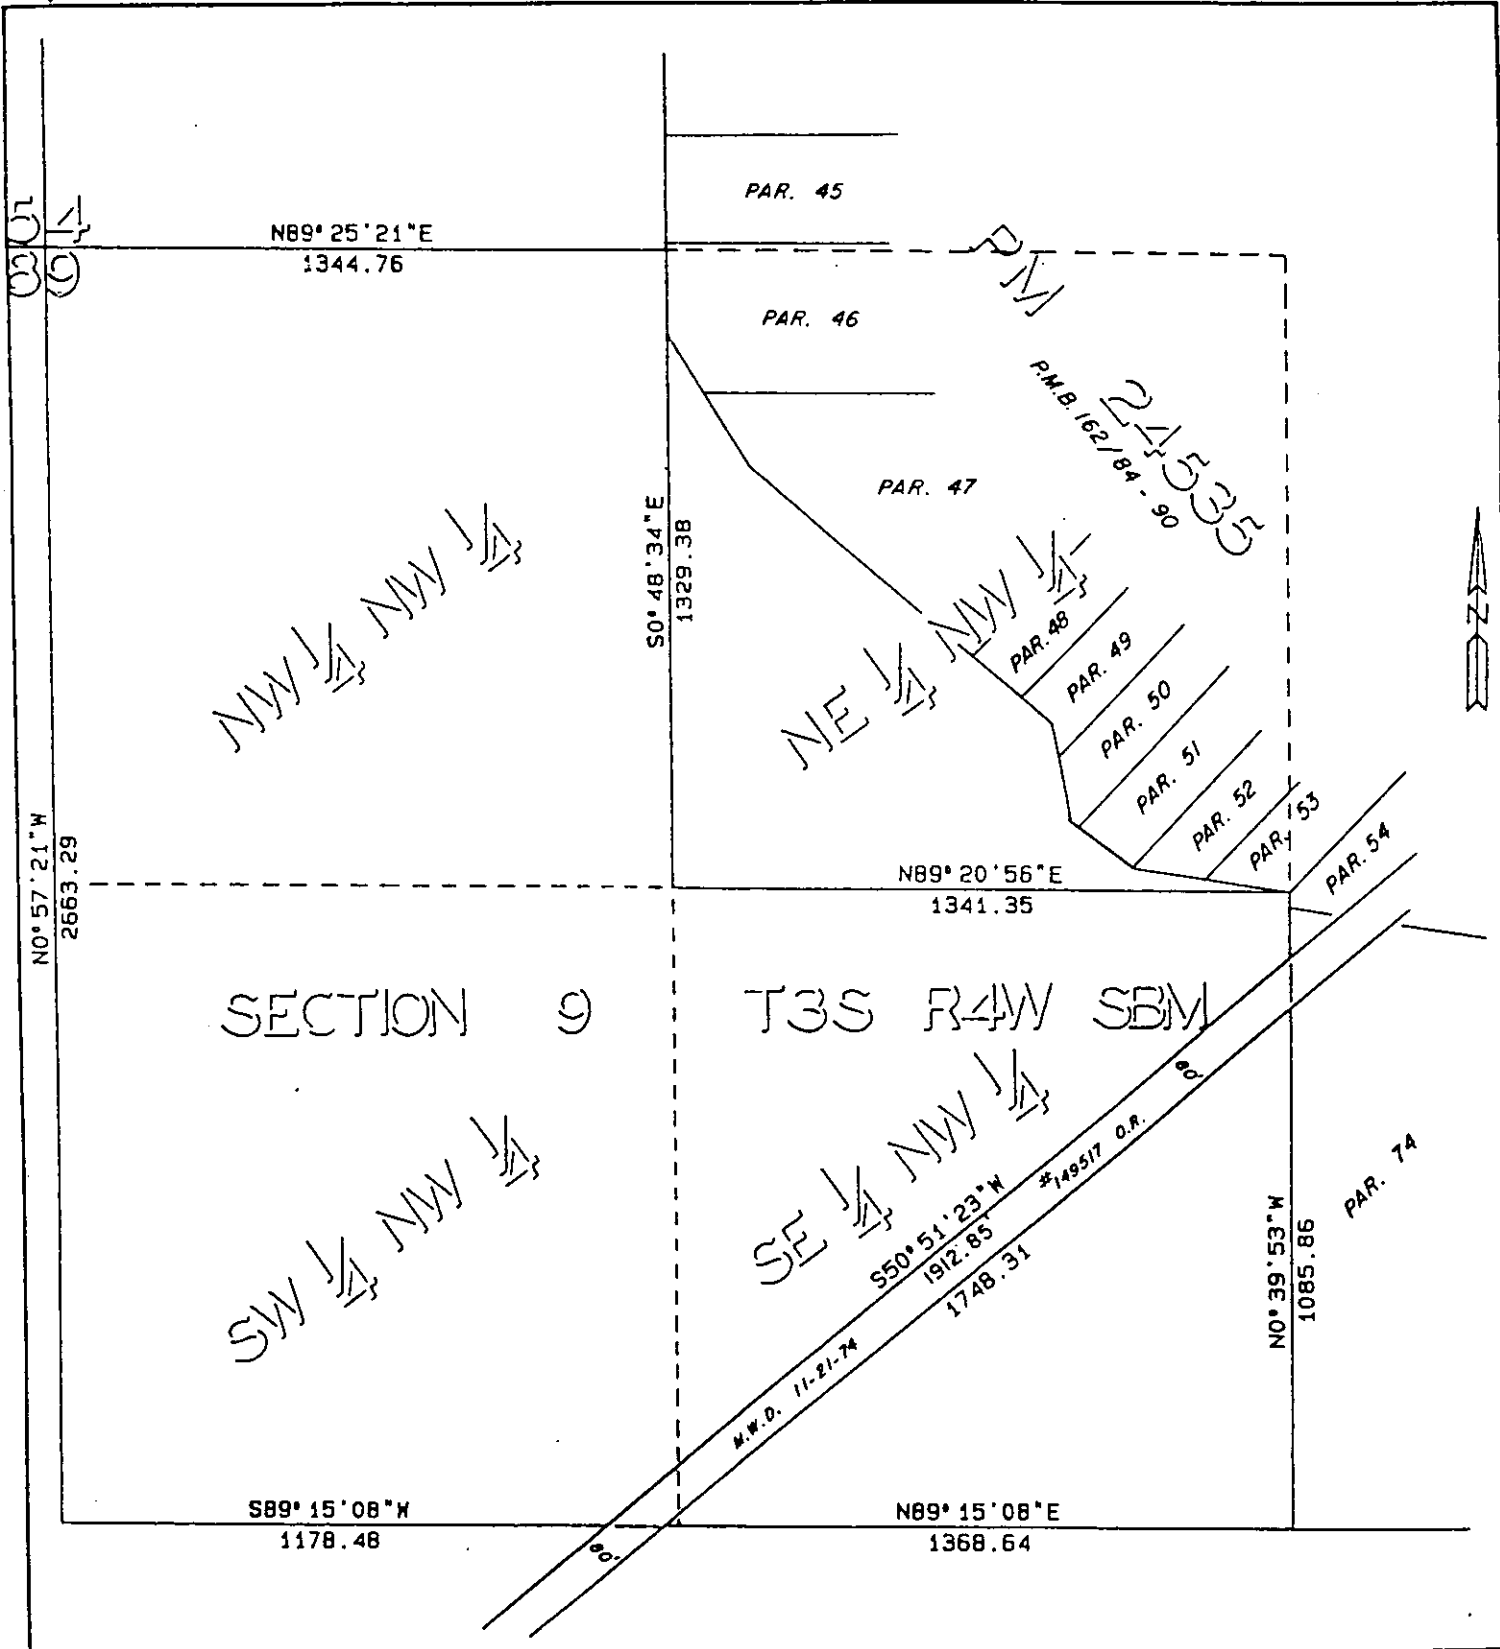 PAR. 45
5 4
N89°25'21"E
1344.76
8 9
PM 24535
PAR. 46
P.M.B. 162/84-90
PAR. 47
S0°48'34"E
1329.38
NW 1/4 NW 1/4
NE 1/4 NW 1/4
N
PAR. 48
PAR. 49
PAR. 50
PAR. 51
PAR. 52
PAR. 53
PAR. 54
N0°57'21"W
2663.29
N89°20'56"E
1341.35
SECTION 9 T3S R4W SBM
80'
#149517 O.R.
SW 1/4 NW 1/4
SE 1/4 NW 1/4
S50°51'23"W
1912.85'
1748.31
PAR. 74
N0°39'53"W
1085.86
M.W.D. 11-21-74
S89°15'08"W
1178.48
N89°15'08"E
1368.64
80'